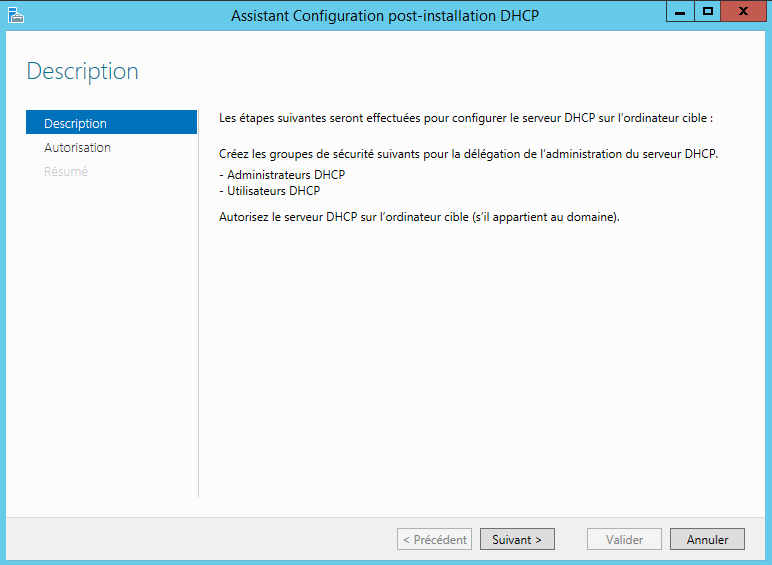 Assistant Configuration post-installation DHCP
Description
Description
Autorisation
Résumé
Les étapes suivantes seront effectuées pour configurer le serveur DHCP sur l'ordinateur cible :
Créez les groupes de sécurité suivants pour la délégation de l'administration du serveur DHCP.
- Administrateurs DHCP
- Utilisateurs DHCP
Autorisez le serveur DHCP sur l'ordinateur cible (s'il appartient au domaine).
< Précédent
Suivant >
Valider
Annuler